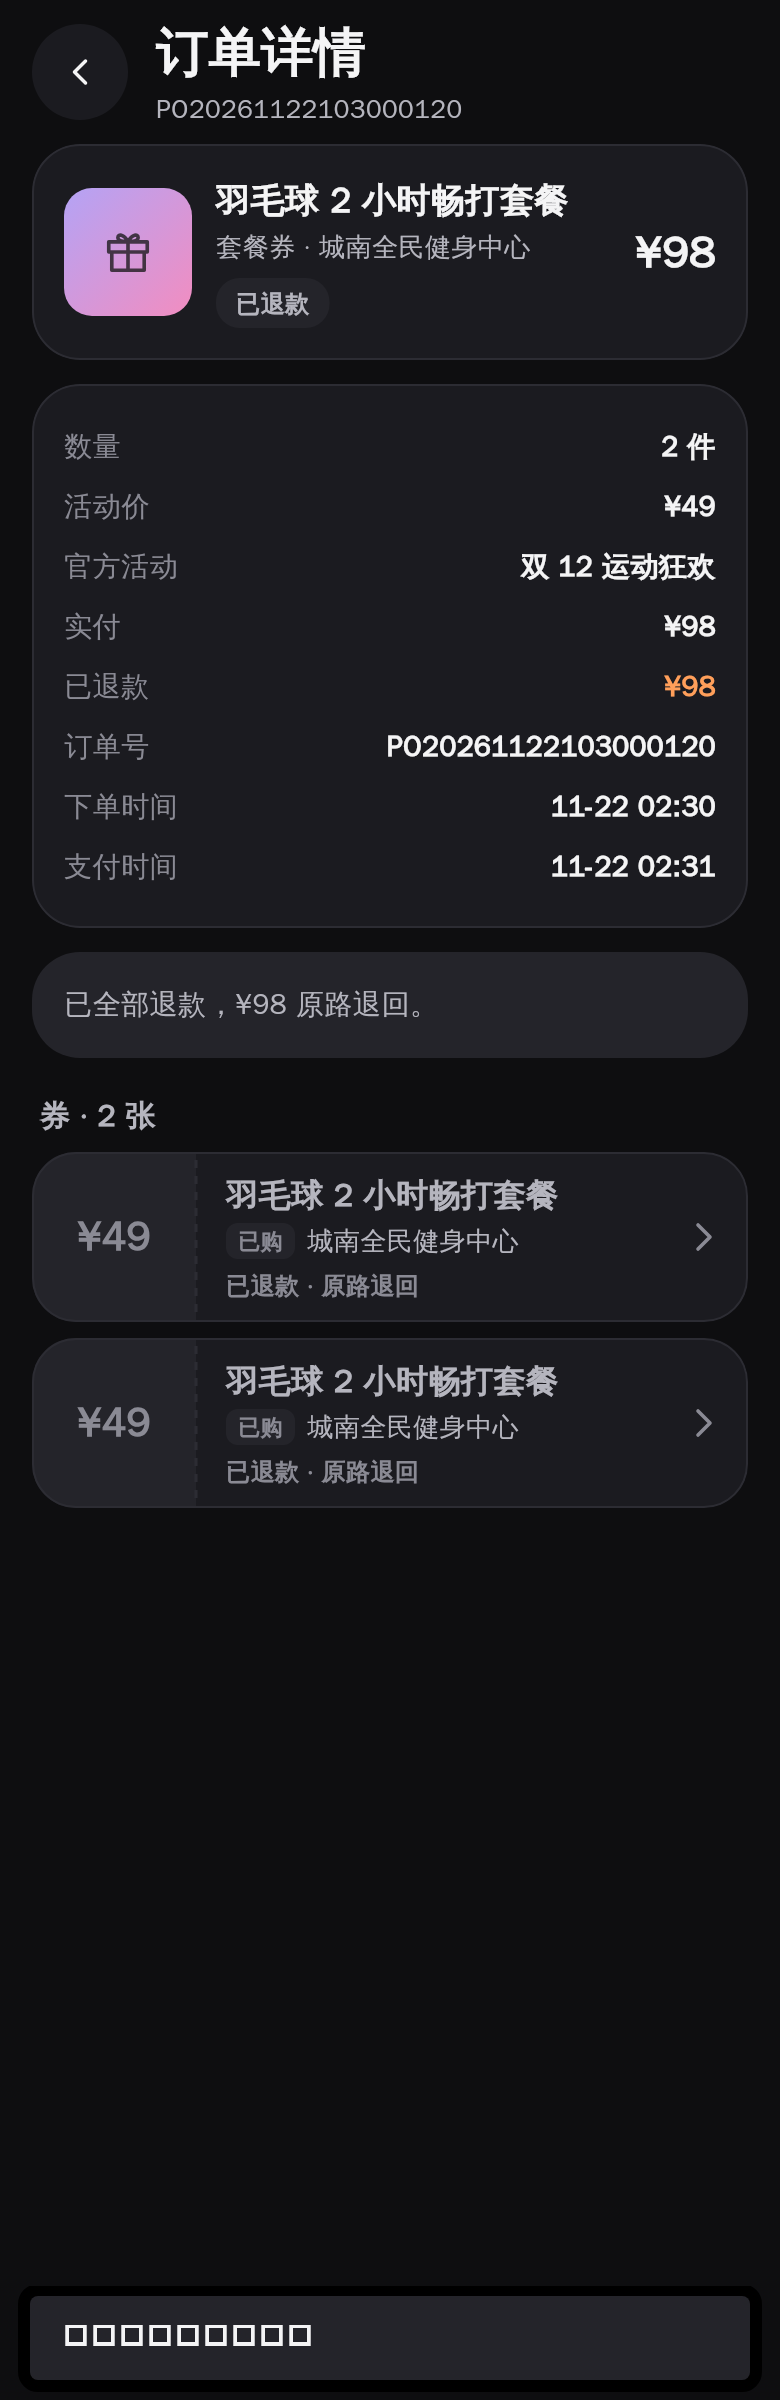 订单详情
PO20261122103000120
羽毛球 2 小时畅打套餐
套餐券 · 城南全民健身中心
¥98
已退款
数量 2 件
活动价 ¥49
官方活动 双 12 运动狂欢
实付 ¥98
已退款 ¥98
订单号 PO20261122103000120
下单时间 11-22 02:30
支付时间 11-22 02:31
已全部退款，¥98 原路退回。
券 · 2 张
¥49
羽毛球 2 小时畅打套餐
已购 城南全民健身中心
已退款 · 原路退回
¥49
羽毛球 2 小时畅打套餐
已购 城南全民健身中心
已退款 · 原路退回